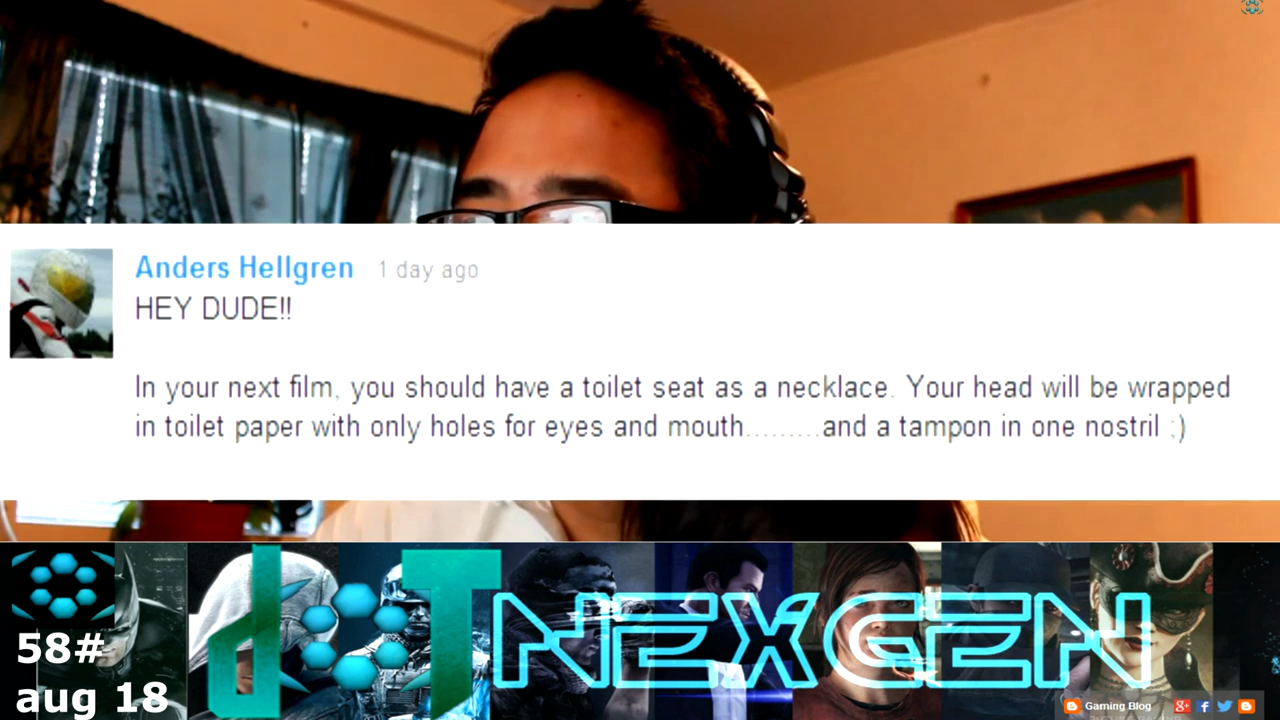 Anders Hellgren 1 day ago
HEY DUDE!!
In your next film, you should have a toilet seat as a necklace. Your head will be wrapped
in toilet paper with only holes for eyes and mouth.........and a tampon in one nostril ;)
dOT NEXGEN
58#
aug 18
Gaming Blog